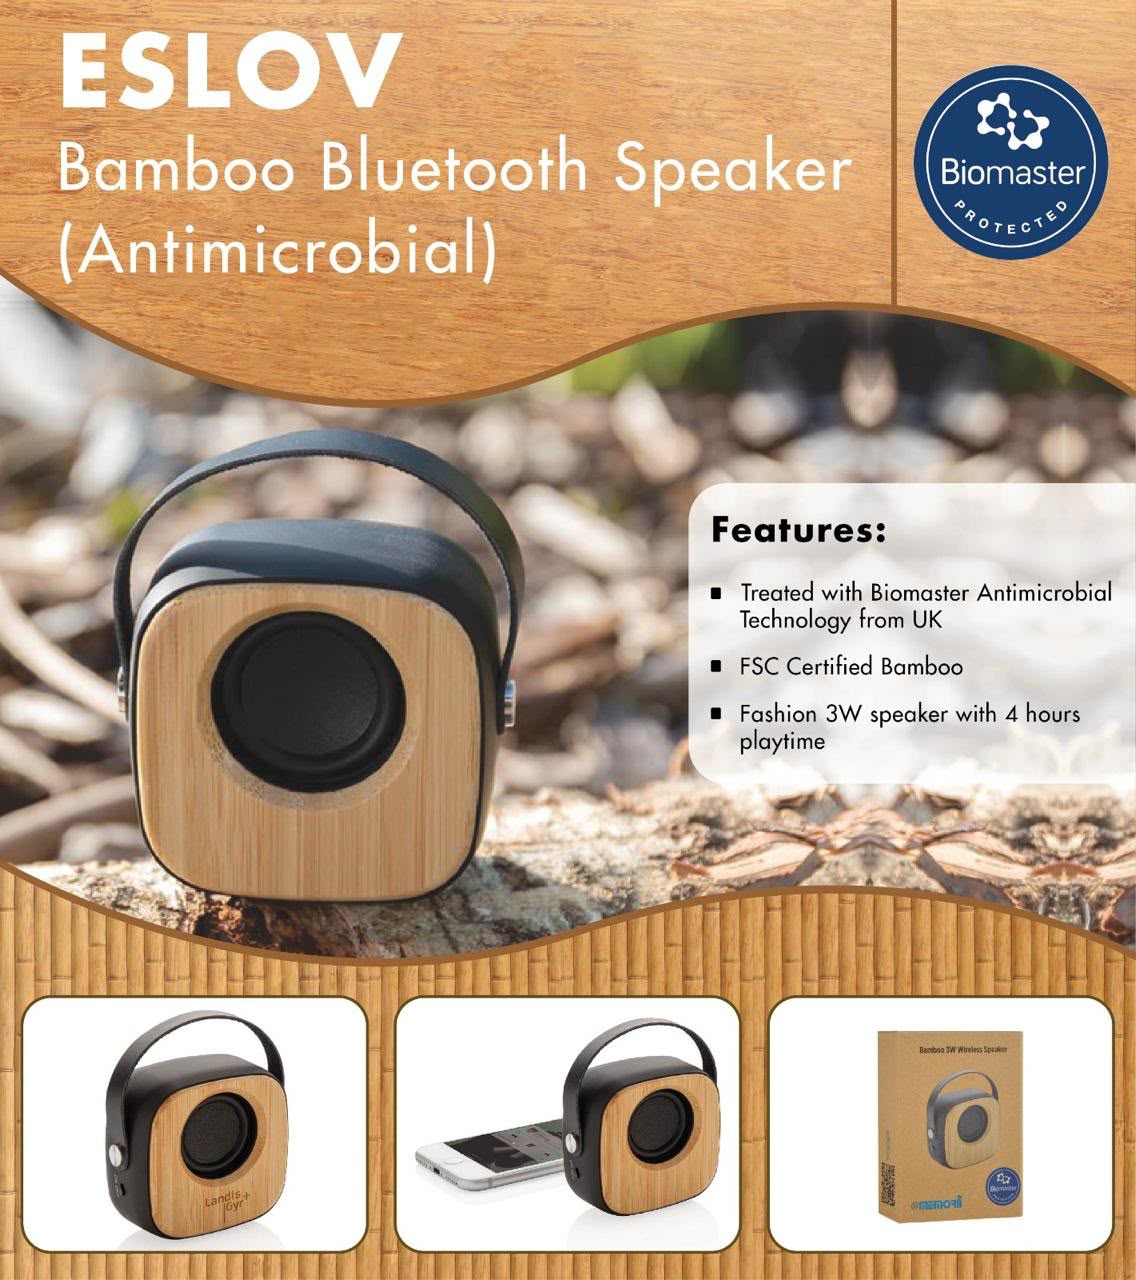 ESLOV
Bamboo Bluetooth Speaker
(Antimicrobial)
Biomaster
PROTECTED
Features:
Treated with Biomaster Antimicrobial
Technology from UK
FSC Certified Bamboo
Fashion 3W speaker with 4 hours
playtime
Landis
Gyr+
Bamboo 3W Wireless Speaker
Biomaster
@memorii